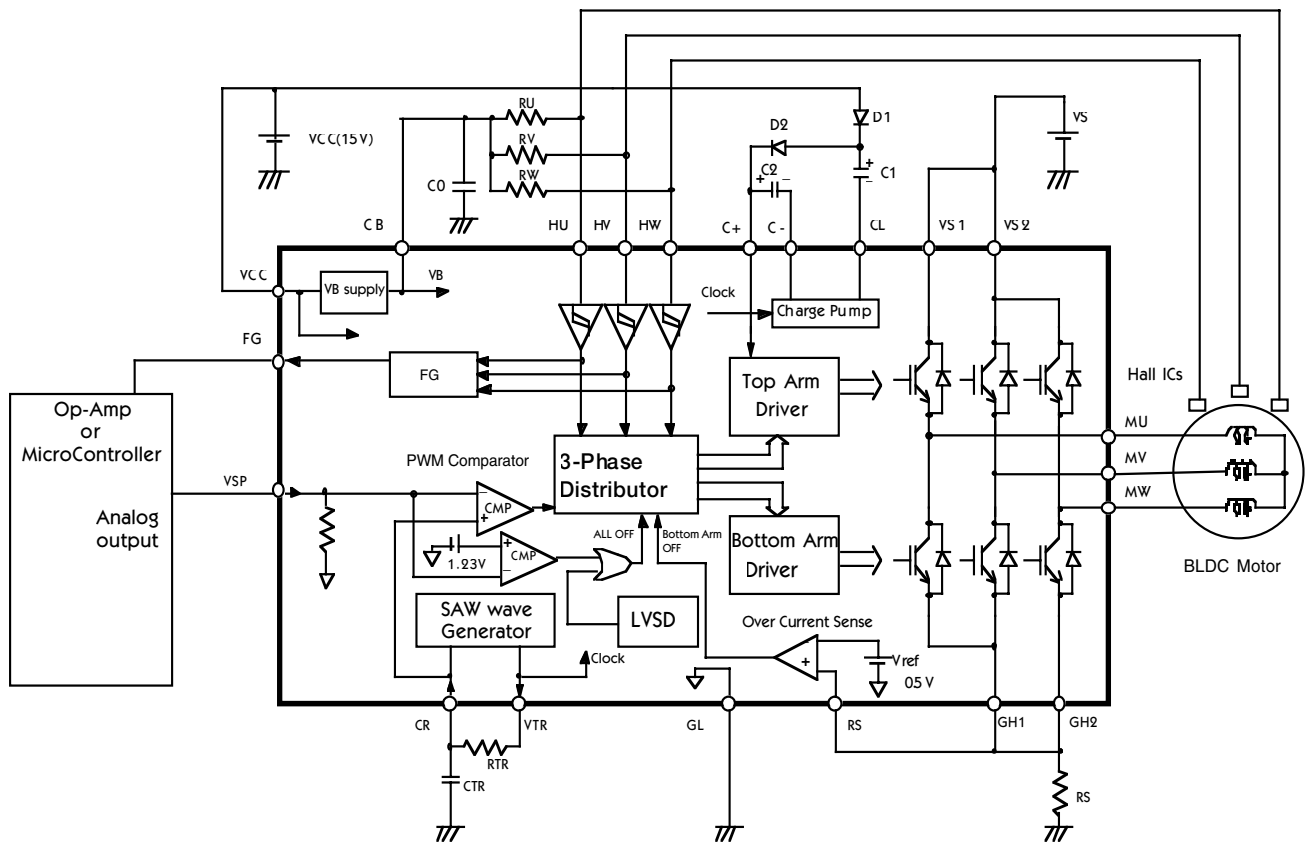 RU
D1
VS
VCC(15V)
D2
RV
RW
C2
+
-
+
-
C1
C0
CB
HU
HV
HW
C+
C-
CL
VS1
VS2
VCC
VB supply
VB
Clock
Charge Pump
FG
FG
Top Arm
Driver
Hall ICs
Op-Amp
or
MicroController
MU
PWM Comparator
3-Phase
Distributor
MV
VSP
-
CMP
+
MW
Analog
output
ALL OFF
Bottom Arm
OFF
Bottom Arm
Driver
+
CMP
-
1.23V
BLDC Motor
SAW wave
Generator
LVSD
Over Current Sense
-
+
Vref
05V
Clock
CR
VTR
GL
RS
GH1
GH2
RTR
CTR
RS